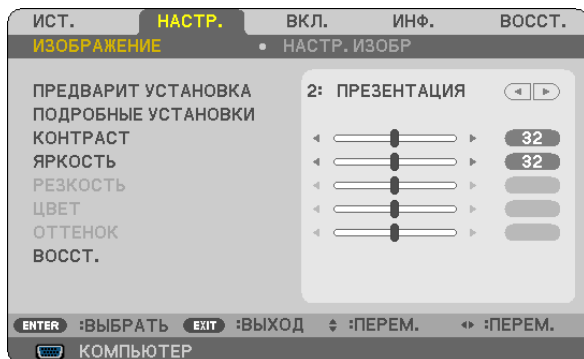 ИСТ. НАСТР. ВКЛ. ИНФ. ВОССТ.
ИЗОБРАЖЕНИЕ • НАСТР. ИЗОБР
ПРЕДВАРИТ УСТАНОВКА 2: ПРЕЗЕНТАЦИЯ
ПОДРОБНЫЕ УСТАНОВКИ
КОНТРАСТ 32
ЯРКОСТЬ 32
РЕЗКОСТЬ
ЦВЕТ
ОТТЕНОК
ВОССТ.
ENTER :ВЫБРАТЬ EXIT :ВЫХОД :ПЕРЕМ. :ПЕРЕМ.
КОМПЬЮТЕР